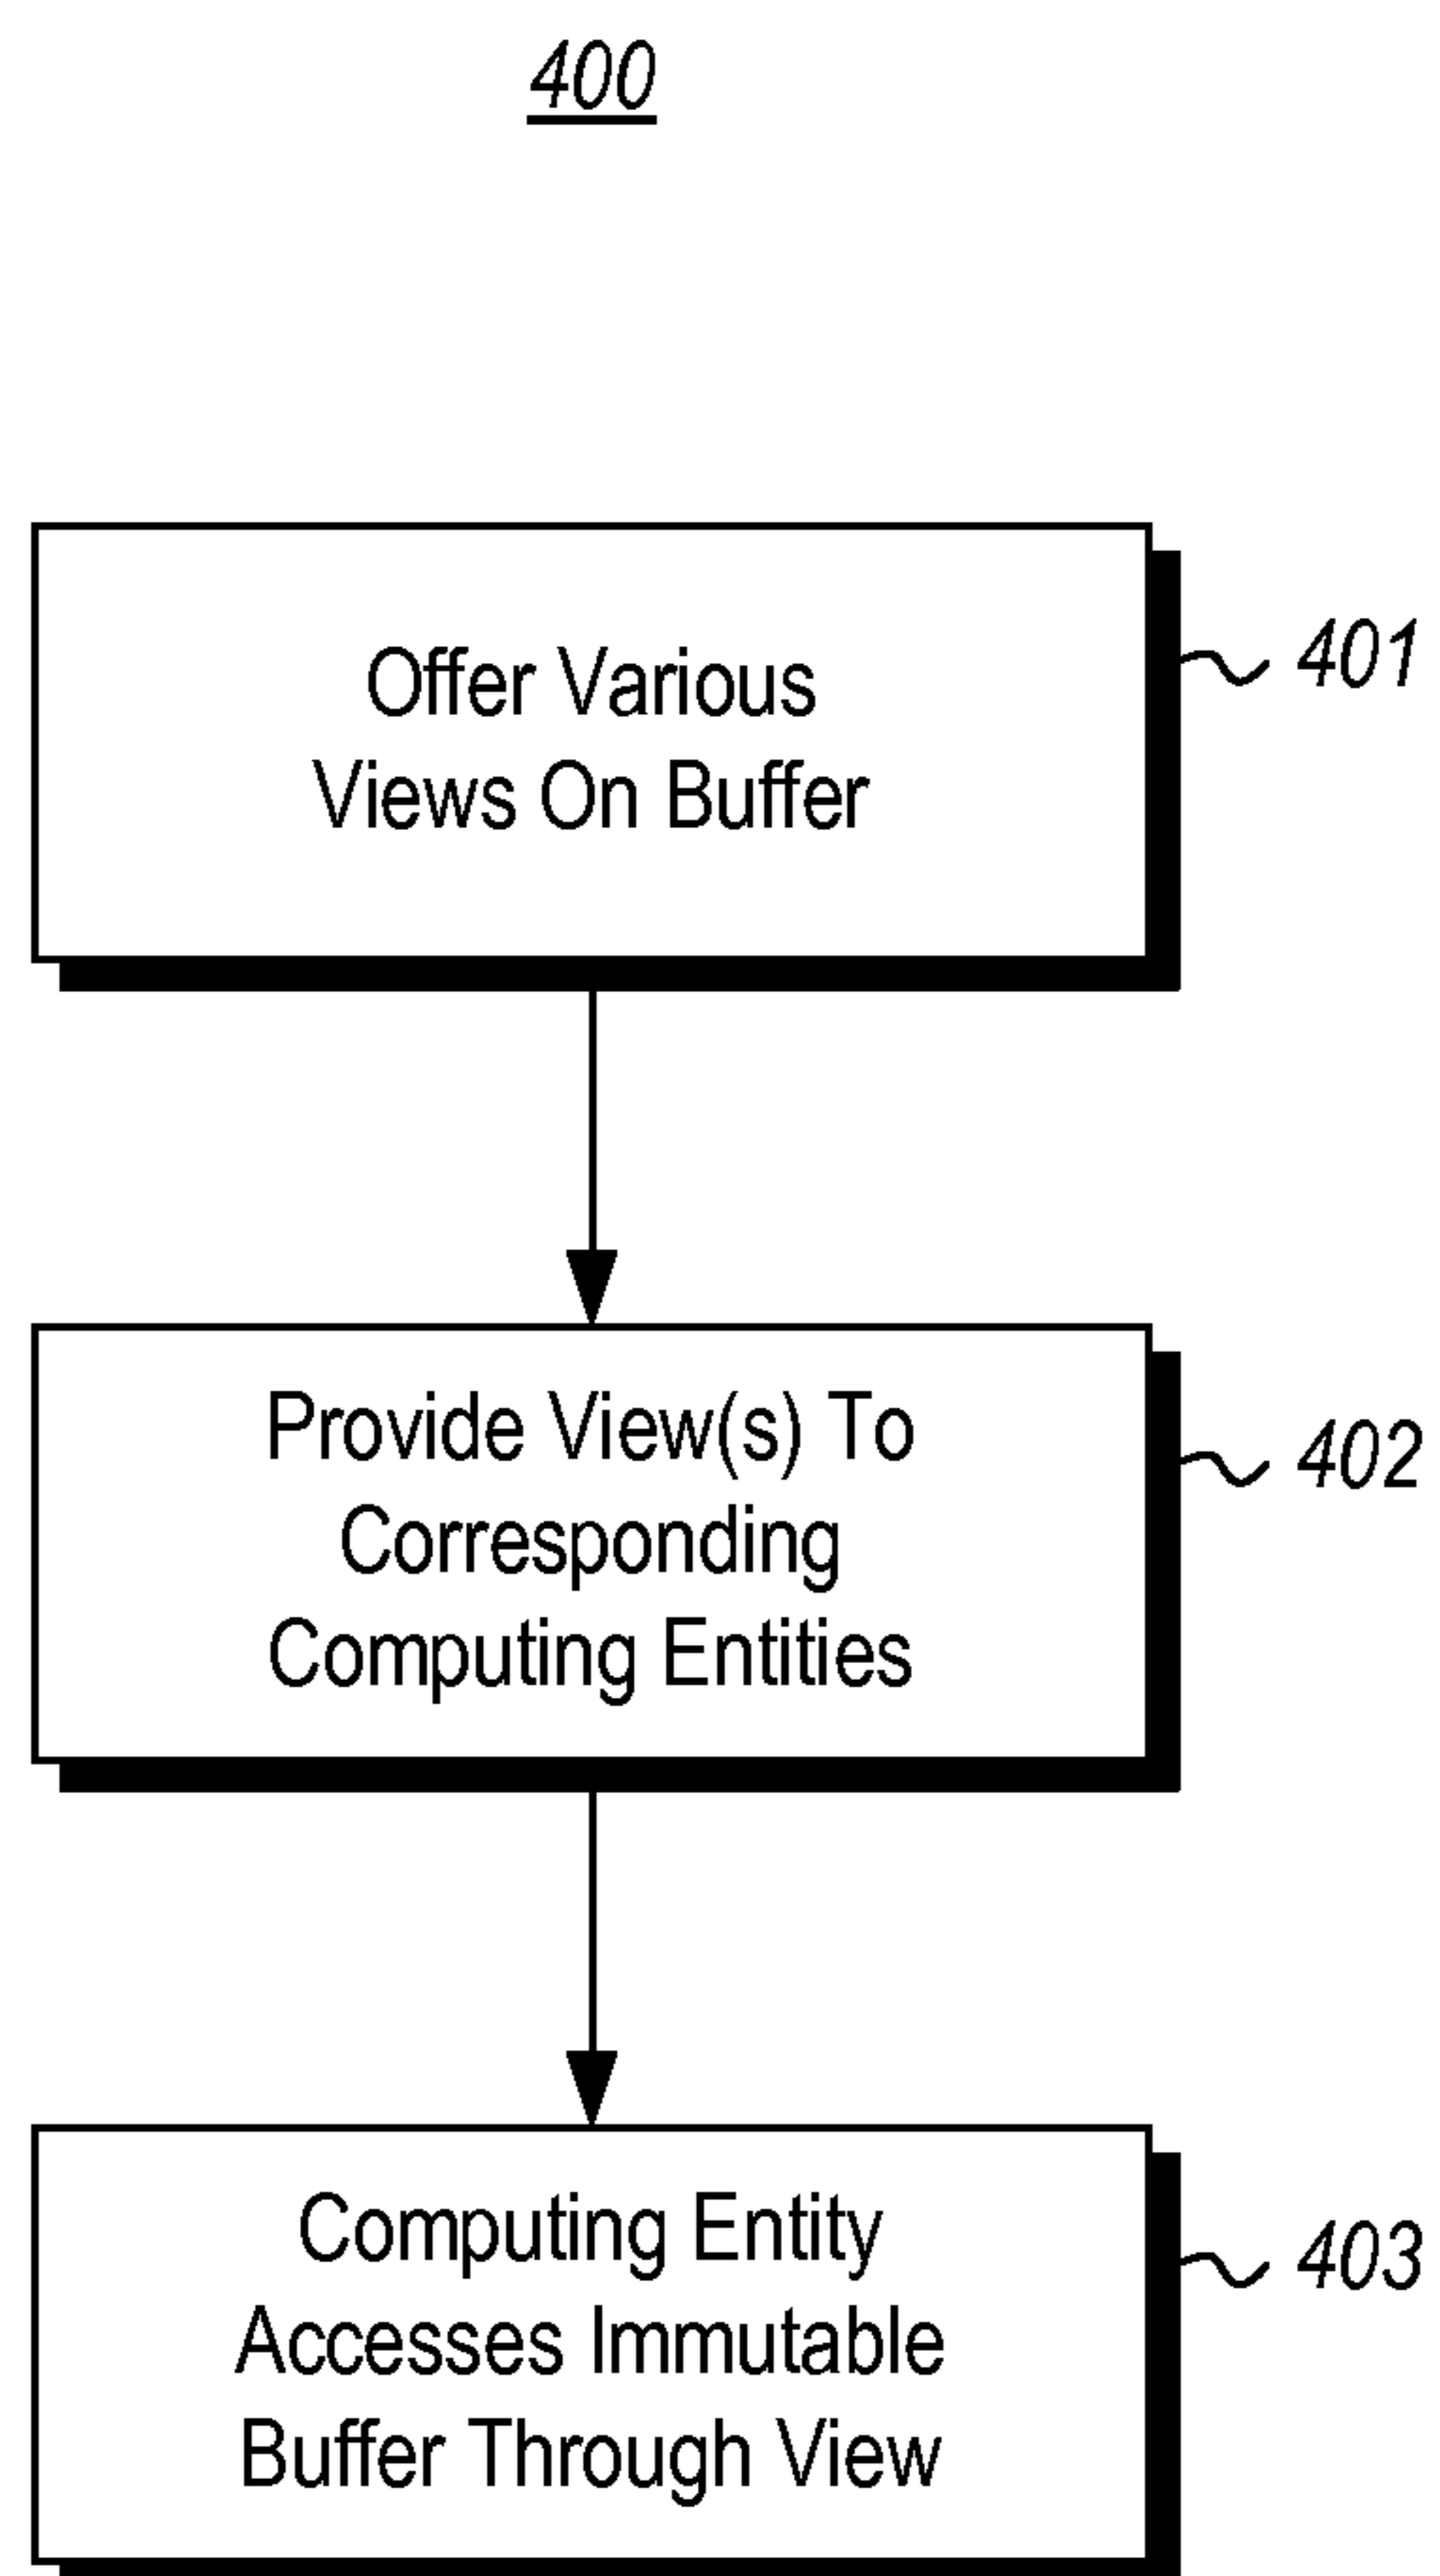 400
Offer Various
Views On Buffer
401
Provide View(s) To
Corresponding
Computing Entities
402
Computing Entity
Accesses Immutable
Buffer Through View
403